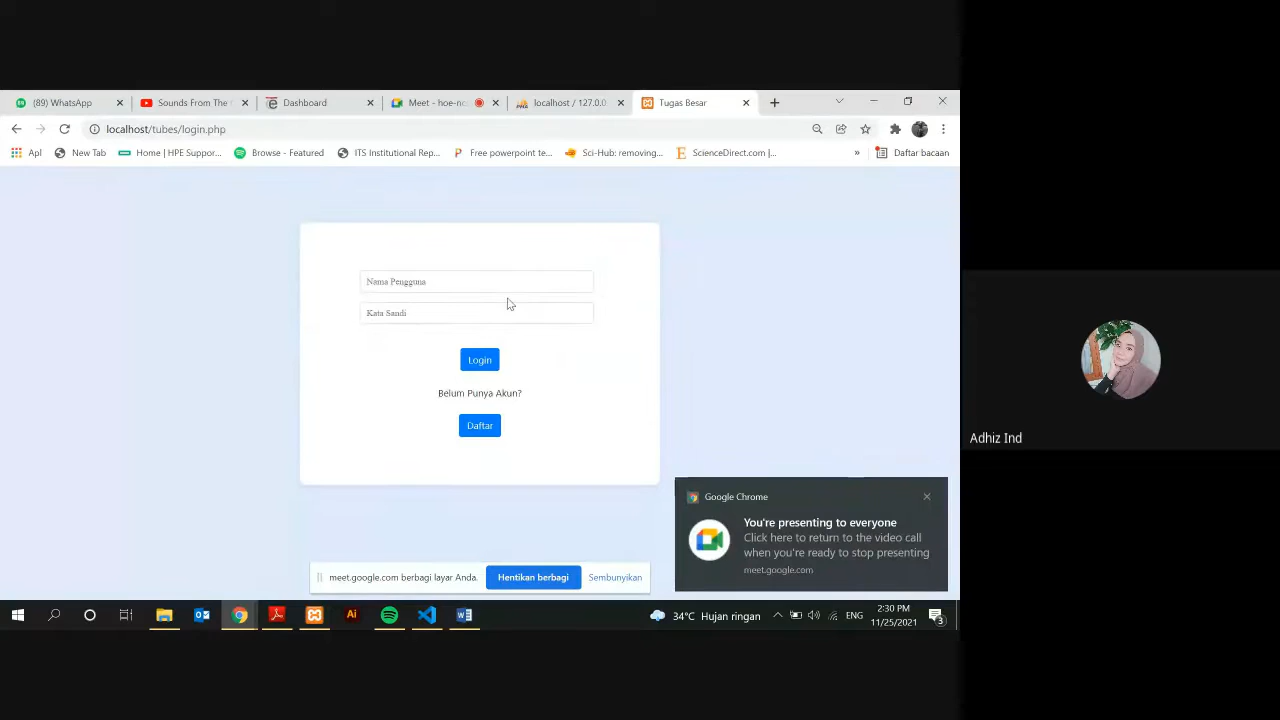 (89) WhatsApp
Sounds From The
Dashboard
Meet - hoe-no
localhost / 127.0.0
Tugas Besar
localhost/tubes/login.php
Apl
New Tab
Home | HPE Suppor...
Browse - Featured
ITS Institutional Rep...
Free powerpoint te...
Sci-Hub: removing...
ScienceDirect.com |...
»
Daftar bacaan
Nama Pengguna
Kata Sandi
Login
Belum Punya Akun?
Daftar
Adhiz Ind
Google Chrome
You're presenting to everyone
Click here to return to the video call
when you're ready to stop presenting
meet.google.com
meet.google.com berbagi layar Anda.
Hentikan berbagi
Sembunyikan
34°C Hujan ringan
ENG
2:30 PM
11/25/2021
3